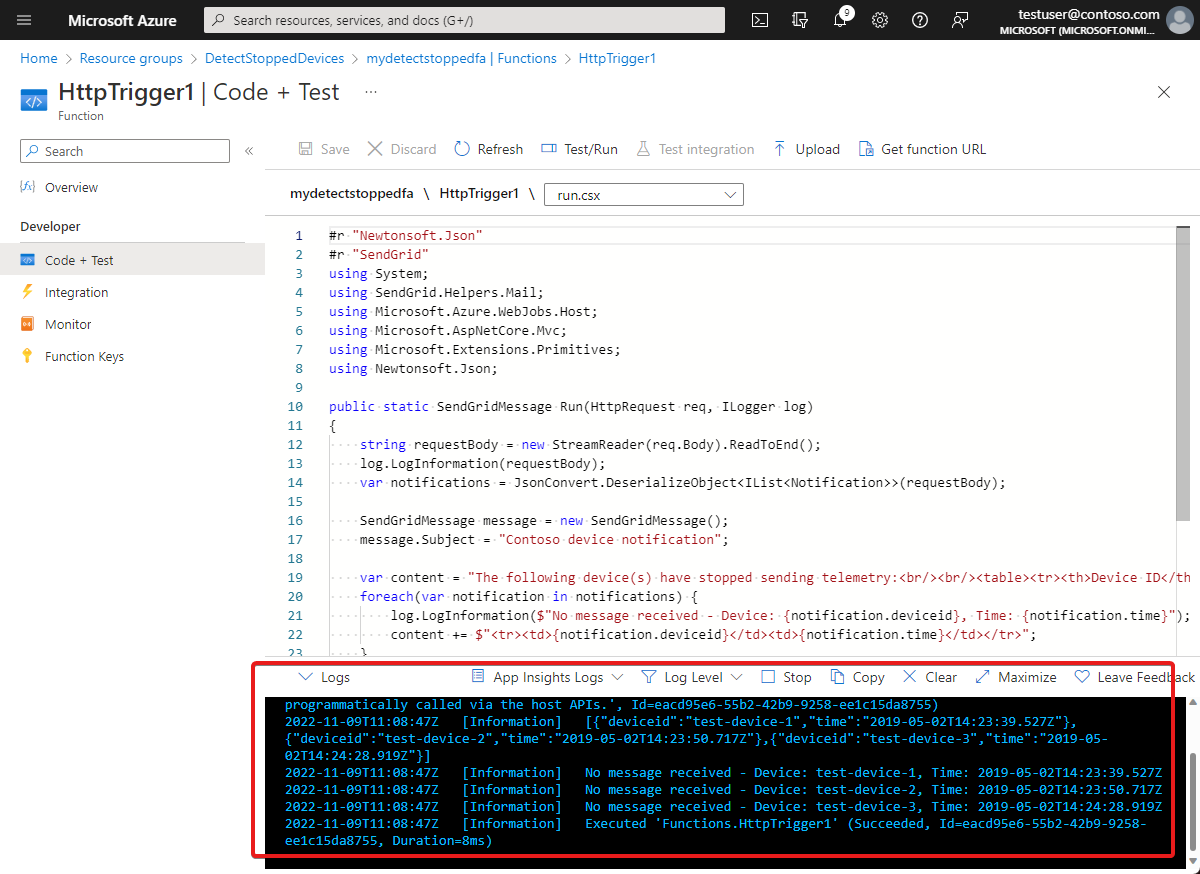 Microsoft Azure
Search resources, services, and docs (G+/)
9
testuser@contoso.com
MICROSOFT (MICROSOFT.ONMI...
Home > Resource groups > DetectStoppedDevices > mydetectstoppedfa | Functions > HttpTrigger1
HttpTrigger1 | Code + Test ...
Function
Search «
Save Discard Refresh Test/Run Test integration Upload Get function URL
Overview
Developer
Code + Test
Integration
Monitor
Function Keys
mydetectstoppedfa \ HttpTrigger1 \ run.csx
1 #r "Newtonsoft.Json"
2 #r "SendGrid"
3 using System;
4 using SendGrid.Helpers.Mail;
5 using Microsoft.Azure.WebJobs.Host;
6 using Microsoft.AspNetCore.Mvc;
7 using Microsoft.Extensions.Primitives;
8 using Newtonsoft.Json;
9
10 public static SendGridMessage Run(HttpRequest req, ILogger log)
11 {
12 string requestBody = new StreamReader(req.Body).ReadToEnd();
13 log.LogInformation(requestBody);
14 var notifications = JsonConvert.DeserializeObject<IList<Notification>>(requestBody);
15
16 SendGridMessage message = new SendGridMessage();
17 message.Subject = "Contoso device notification";
18
19 var content = "The following device(s) have stopped sending telemetry:<br/><br/><table><tr><th>Device ID</th
20 foreach(var notification in notifications) {
21 log.LogInformation($"No message received - Device: {notification.deviceid}, Time: {notification.time}");
22 content += $"<tr><td>{notification.deviceid}</td><td>{notification.time}</td></tr>";
23 }
Logs App Insights Logs Log Level Stop Copy Clear Maximize Leave Feedback
programmatically called via the host APIs.', Id=eacd95e6-55b2-42b9-9258-ee1c15da8755)
2022-11-09T11:08:47Z [Information] [{"deviceid":"test-device-1","time":"2019-05-02T14:23:39.527Z"},
{"deviceid":"test-device-2","time":"2019-05-02T14:23:50.717Z"},{"deviceid":"test-device-3","time":"2019-05-
02T14:24:28.919Z"}]
2022-11-09T11:08:47Z [Information] No message received - Device: test-device-1, Time: 2019-05-02T14:23:39.527Z
2022-11-09T11:08:47Z [Information] No message received - Device: test-device-2, Time: 2019-05-02T14:23:50.717Z
2022-11-09T11:08:47Z [Information] No message received - Device: test-device-3, Time: 2019-05-02T14:24:28.919Z
2022-11-09T11:08:47Z [Information] Executed 'Functions.HttpTrigger1' (Succeeded, Id=eacd95e6-55b2-42b9-9258-
ee1c15da8755, Duration=8ms)